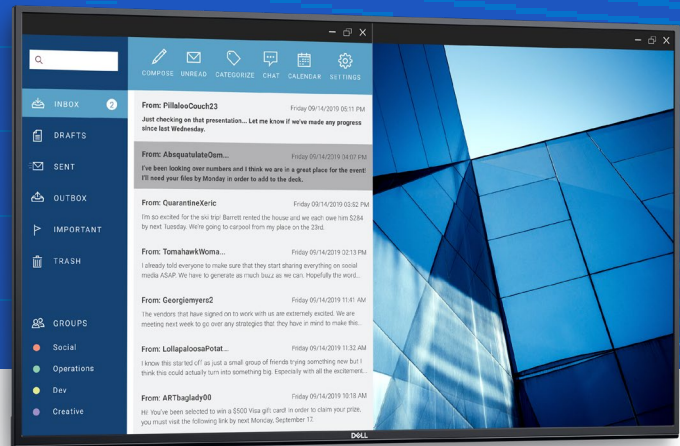 COMPOSE UNREAD CATEGORIZE CHAT CALENDAR SETTINGS
INBOX 2
DRAFTS
SENT
OUTBOX
IMPORTANT
TRASH
GROUPS
Social
Operations
Dev
Creative
From: PillalooCouch23 Friday 09/14/2019 05:11 PM
Just checking on that presentation... Let me know if we've made any progress
since last Wednesday.
From: AbsquatulateOsm... Friday 09/14/2019 04:07 PM
I've been looking over numbers and I think we are in a great place for the event!
I'll need your files by Monday in order to add to the deck.
From: QuarantineXeric Friday 09/14/2019 03:52 PM
I'm so excited for the ski trip! Barrett rented the house and we each owe him $284
by next Tuesday. We're going to carpool from my place on the 23rd.
From: TomahawkWoma... Friday 09/14/2019 02:13 PM
I already told everyone to make sure that they start sharing everything on social
media ASAP. We have to generate as much buzz as we can. Hopefully the word...
From: Georgiemyers2 Friday 09/14/2019 11:41 AM
The vendors that have signed on to work with us are extremely excited. We are
meeting next week to go over any strategies that they have in mind to make this...
From: LollapaloosaPotat... Friday 09/14/2019 11:32 AM
I know this started off as just a small group of friends trying something new but I
think this could actually turn into something big. Especially with all the excitement...
From: ARTbaglady00 Friday 09/14/2019 10:18 AM
Hi! You've been selected to win a $500 Visa gift card! In order to claim your prize,
you must visit the following link by next Monday, September 17.
DELL